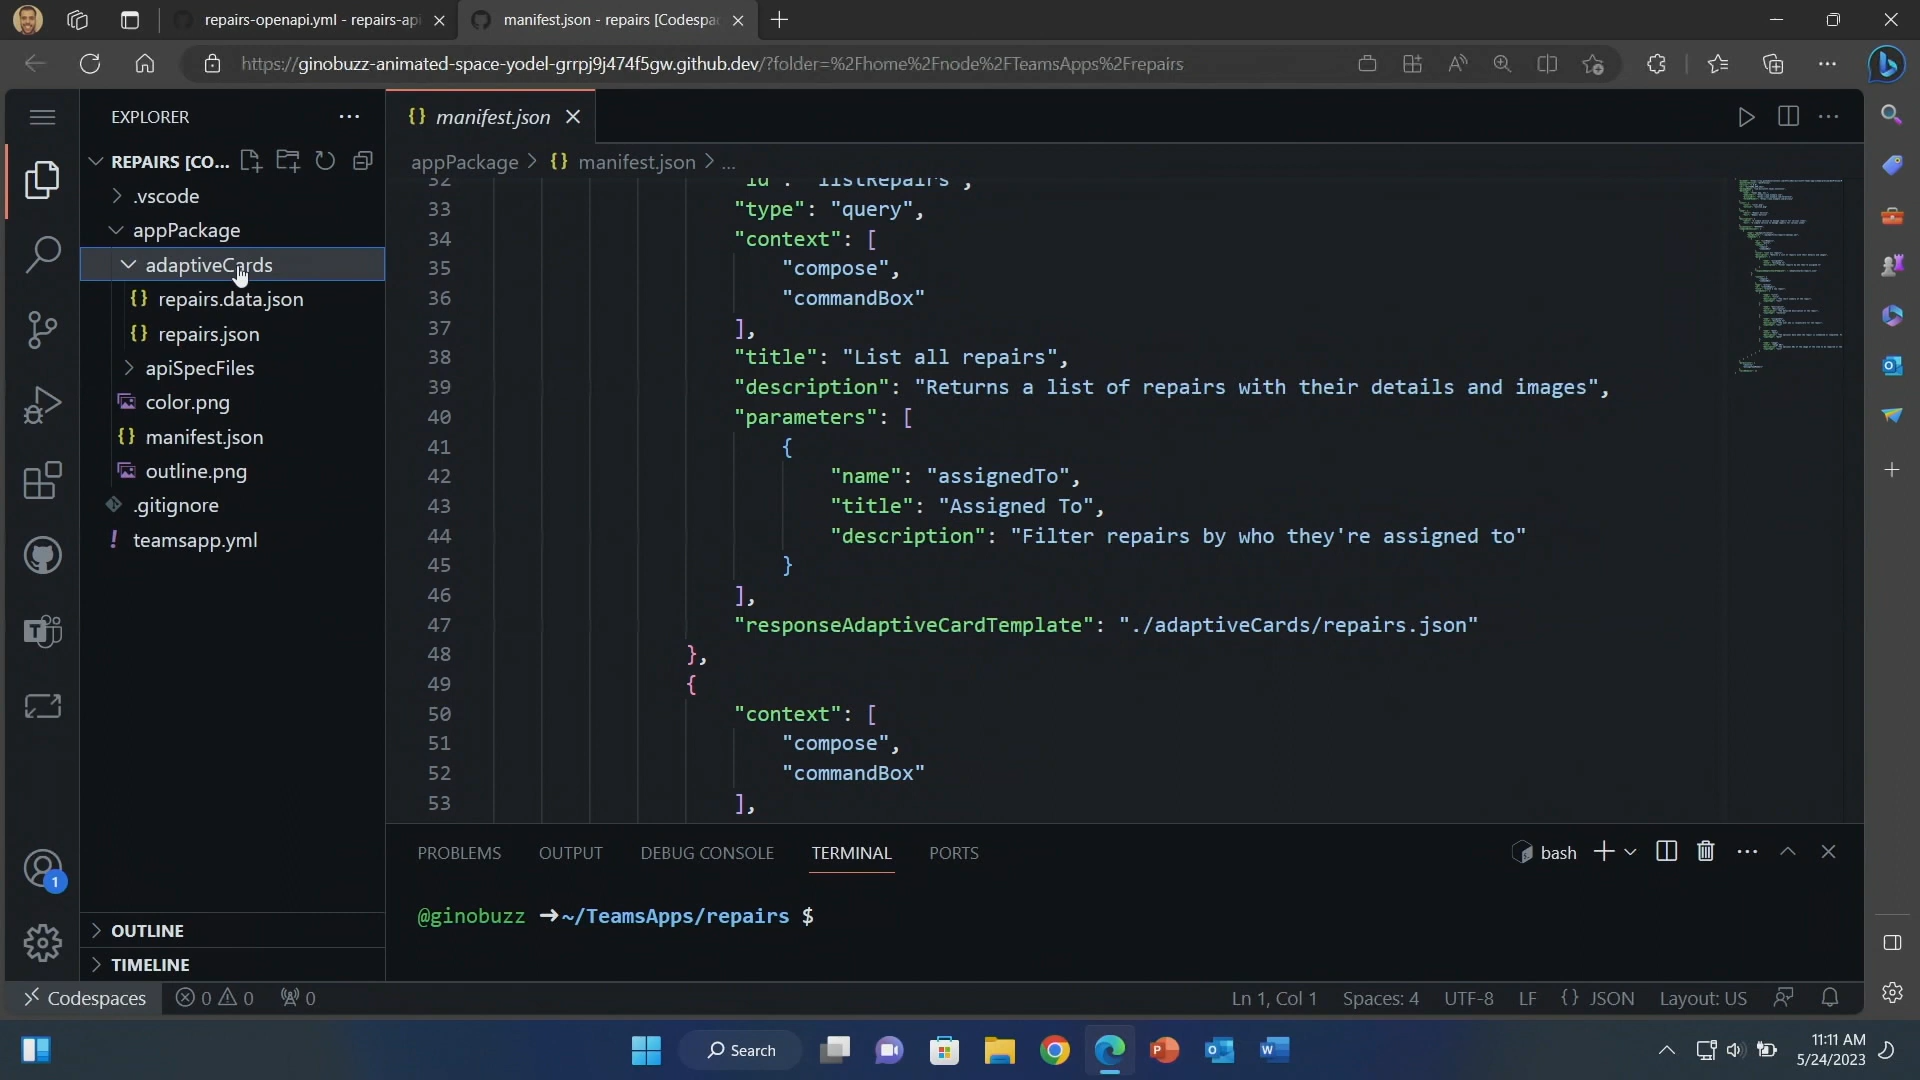 repairs-openapi.yml - repairs-api
manifest.json - repairs [Codespa
https://ginobuzz-animated-space-yodel-grrpj9j474f5gw.github.dev/?folder=%2Fhome%2Fnode%2FTeamsApps%2Frepairs
EXPLORER
REPAIRS [CO...
.vscode
appPackage
adaptiveCards
{} repairs.data.json
{} repairs.json
apiSpecFiles
color.png
{} manifest.json
outline.png
.gitignore
! teamsapp.yml
OUTLINE
TIMELINE
{} manifest.json
appPackage > {} manifest.json > ...
32 "id": "listRepairs",
33 "type": "query",
34 "context": [
35 "compose",
36 "commandBox"
37 ],
38 "title": "List all repairs",
39 "description": "Returns a list of repairs with their details and images",
40 "parameters": [
41 {
42 "name": "assignedTo",
43 "title": "Assigned To",
44 "description": "Filter repairs by who they're assigned to"
45 }
46 ],
47 "responseAdaptiveCardTemplate": "./adaptiveCards/repairs.json"
48 },
49 {
50 "context": [
51 "compose",
52 "commandBox"
53 ],
PROBLEMS OUTPUT DEBUG CONSOLE TERMINAL PORTS
bash
@ginobuzz ➜ ~/TeamsApps/repairs $
1
Codespaces 0 0 0
Ln 1, Col 1 Spaces: 4 UTF-8 LF {} JSON Layout: US
Search
11:11 AM
5/24/2023